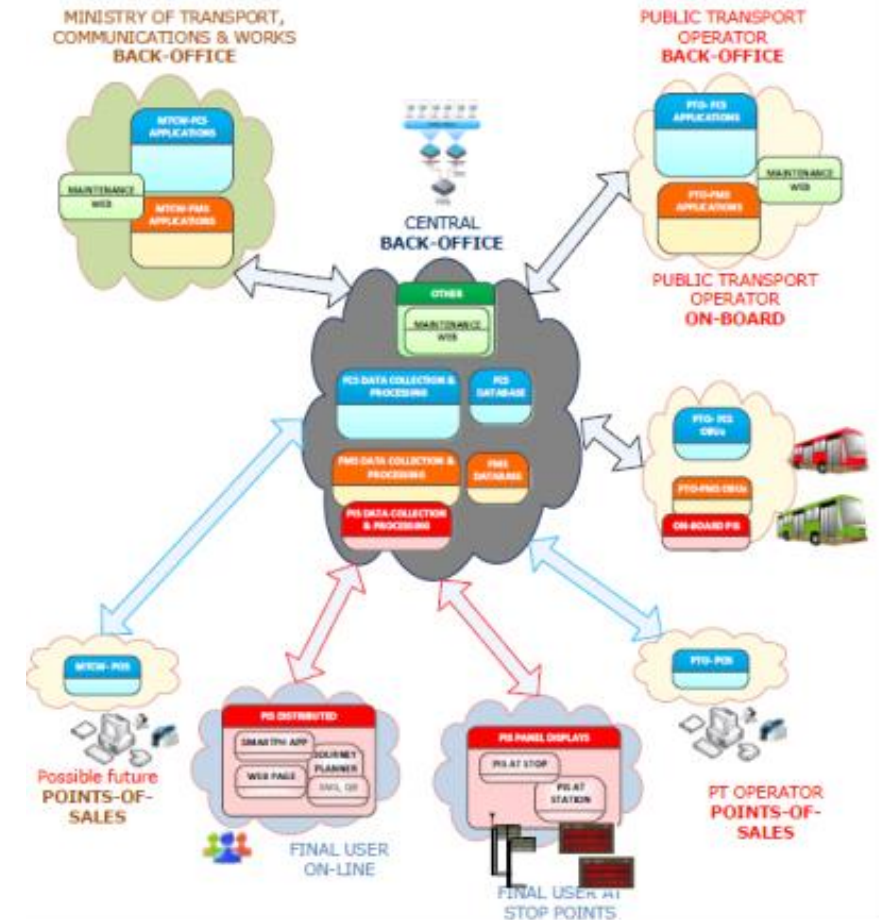 MINISTRY OF TRANSPORT,
COMMUNICATIONS & WORKS
BACK-OFFICE
PUBLIC TRANSPORT
OPERATOR
BACK-OFFICE
MTCW-FCS
APPLICATIONS
MAINTENANCE
WEB
MTCW-FMS
APPLICATIONS
PTO- FCS
APPLICATIONS
MAINTENANCE
WEB
PTO-FMS
APPLICATIONS
CENTRAL
BACK-OFFICE
PUBLIC TRANSPORT
OPERATOR
ON-BOARD
OTHER
MAINTENANCE
WEB
FCS DATA COLLECTION &
PROCESSING
FCS
DATABASE
FMS DATA COLLECTION &
PROCESSING
FMS
DATABASE
PIS DATA COLLECTION
& PROCESSING
PTO- FCS
OBUs
PTO-FMS OBUs
ON-BOARD PIS
MTCW- POS
PTO- POS
Possible future
POINTS-OF-
SALES
PIS DISTRIBUTED
SMARTPH APP
JOURNEY
PLANNER
WEB PAGE
SMS, QR
FINAL USER
ON-LINE
PIS PANEL DISPLAYS
PIS AT STOP
PIS AT
STATION
FINAL USER AT
STOP POINTS
PT OPERATOR
POINTS-OF-
SALES